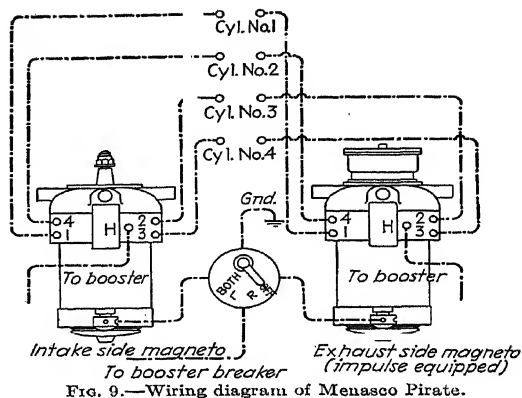 Cyl. No.1
Cyl. No.2
Cyl. No.3
Cyl. No.4
Gnd.
4
1
H
2
3
4
1
H
2
3
To booster
BOTH
L
R
OFF
To booster
Intake side magneto
To booster breaker
Exhaust side magneto
(impulse equipped)
FIG. 9.—Wiring diagram of Menasco Pirate.